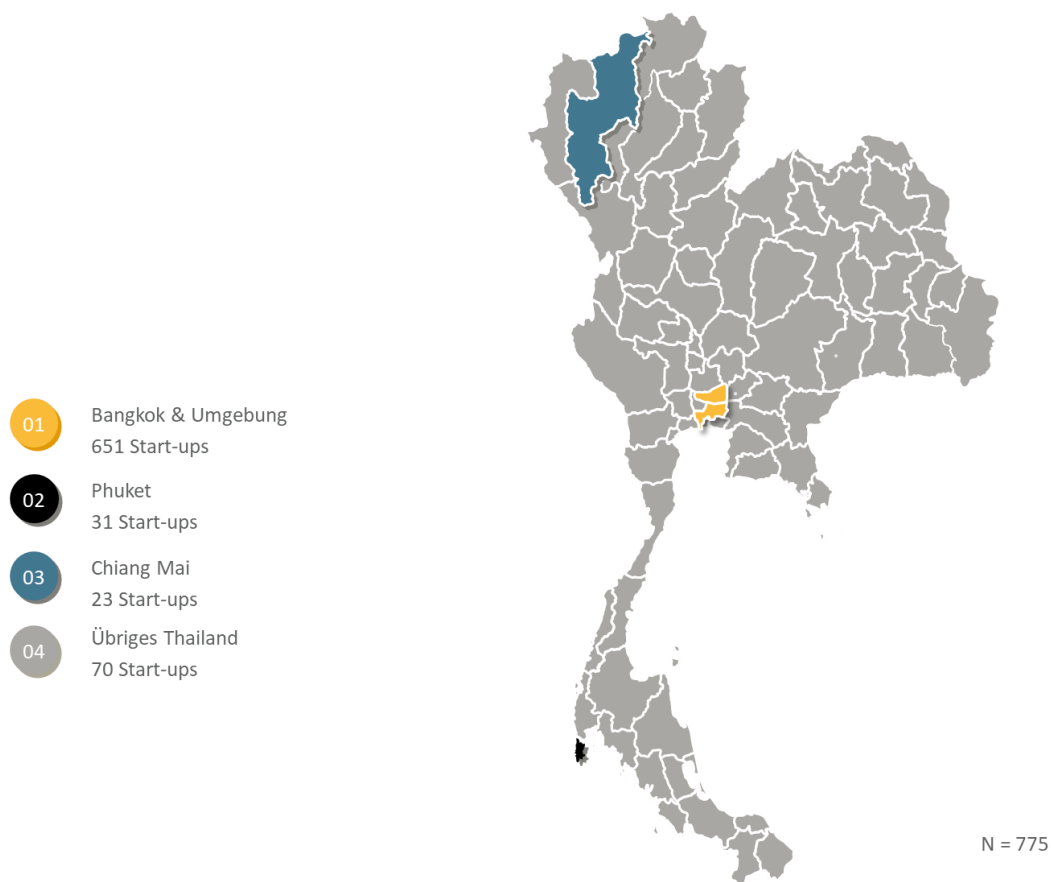 01
Bangkok & Umgebung
651 Start-ups
02
Phuket
31 Start-ups
03
Chiang Mai
23 Start-ups
04
Übriges Thailand
70 Start-ups
N = 775